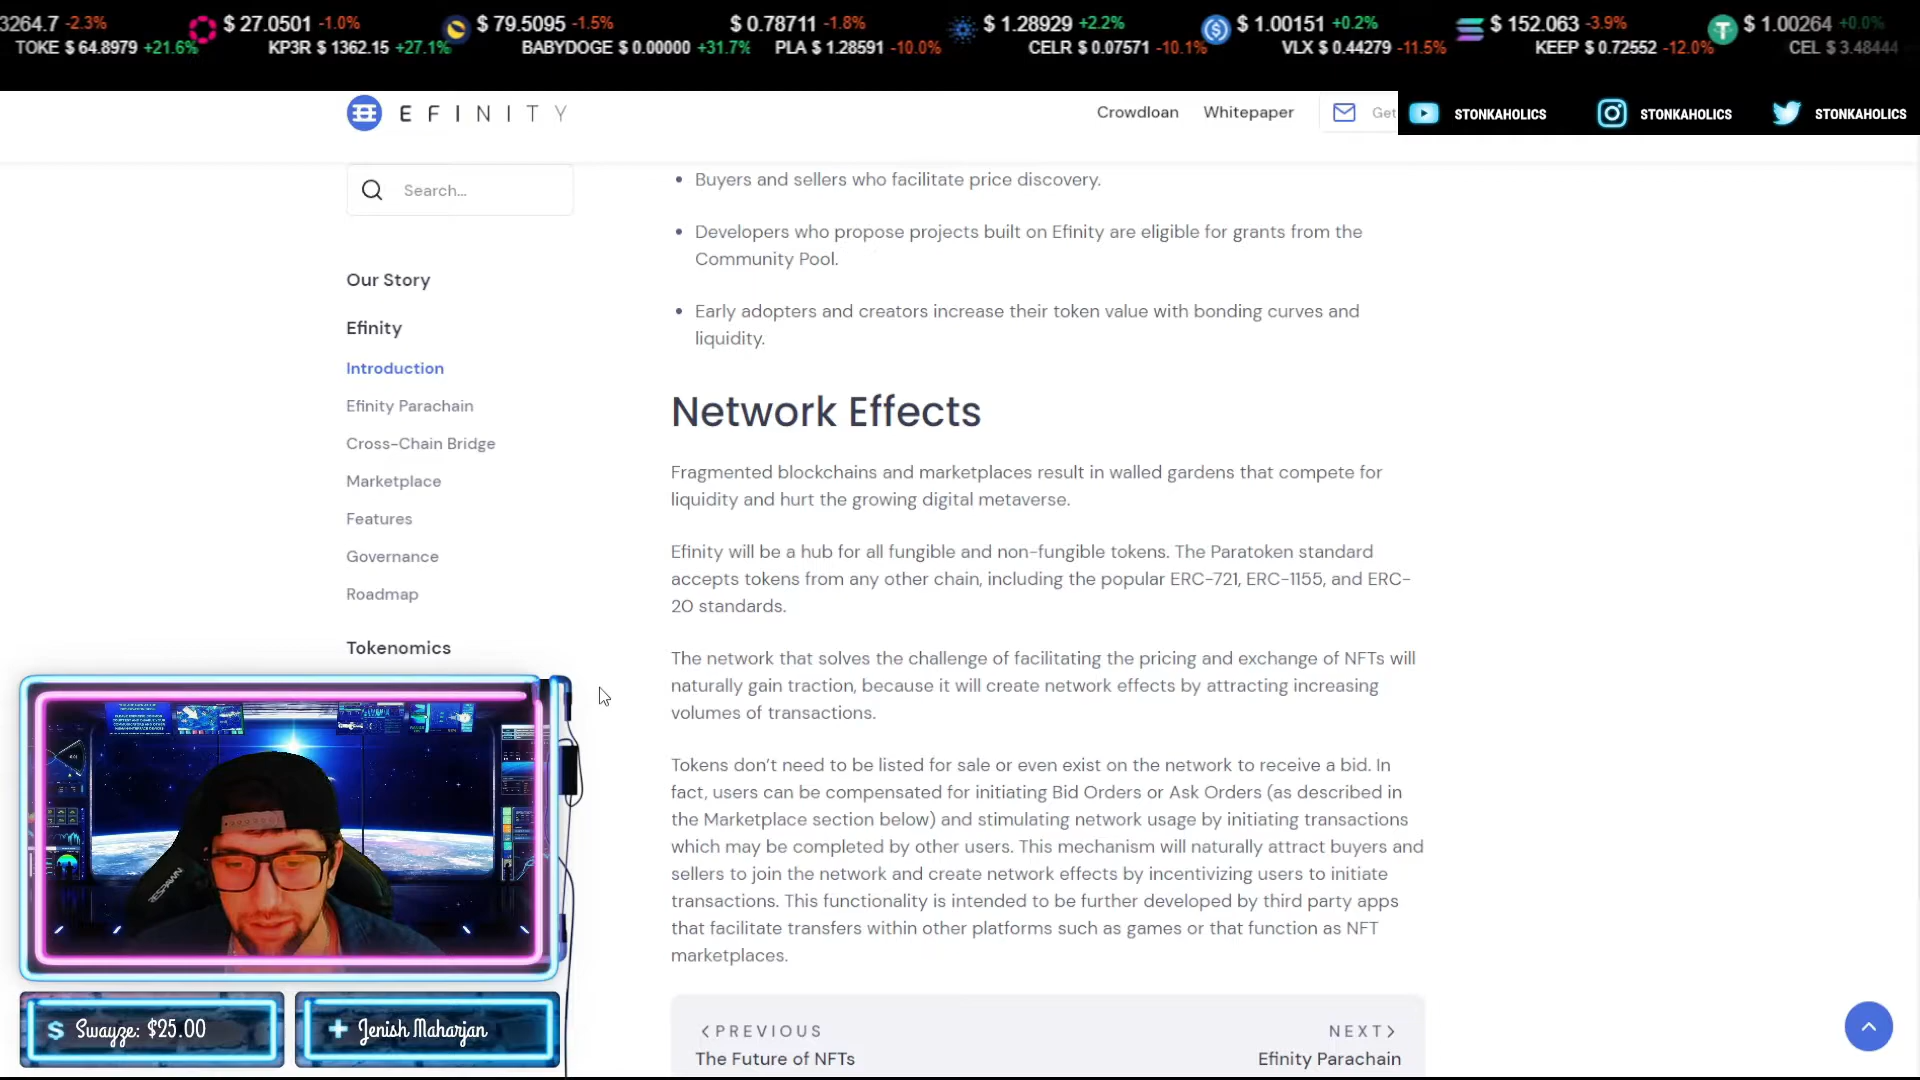 3264.7 -2.3% $ 27.0501 -1.0% $ 79.5095 -1.5% $ 0.78711 -1.8% $ 1.28929 +2.2% $ 1.00151 +0.2% $ 152.063 -3.9% $ 1.00264 +0.0%
TOKE $ 64.8979 +21.6% KP3R $ 1362.15 +27.1% BABYDOGE $ 0.00000 +31.7% PLA $ 1.28591 -10.0% CELR $ 0.07571 -10.1% VLX $ 0.44279 -11.5% KEEP $ 0.72552 -12.0% CEL $ 3.48444
EFINITY
Crowdloan Whitepaper Get
STONKAHOLICS STONKAHOLICS STONKAHOLICS
Search...
Our Story
Efinity
Introduction
Efinity Parachain
Cross-Chain Bridge
Marketplace
Features
Governance
Roadmap
Tokenomics
• Buyers and sellers who facilitate price discovery.
• Developers who propose projects built on Efinity are eligible for grants from the
Community Pool.
• Early adopters and creators increase their token value with bonding curves and
liquidity.
Network Effects
Fragmented blockchains and marketplaces result in walled gardens that compete for
liquidity and hurt the growing digital metaverse.
Efinity will be a hub for all fungible and non-fungible tokens. The Paratoken standard
accepts tokens from any other chain, including the popular ERC-721, ERC-1155, and ERC-
20 standards.
The network that solves the challenge of facilitating the pricing and exchange of NFTs will
naturally gain traction, because it will create network effects by attracting increasing
volumes of transactions.
Tokens don't need to be listed for sale or even exist on the network to receive a bid. In
fact, users can be compensated for initiating Bid Orders or Ask Orders (as described in
the Marketplace section below) and stimulating network usage by initiating transactions
which may be completed by other users. This mechanism will naturally attract buyers and
sellers to join the network and create network effects by incentivizing users to initiate
transactions. This functionality is intended to be further developed by third party apps
that facilitate transfers within other platforms such as games or that function as NFT
marketplaces.
PREVIOUS
The Future of NFTs
NEXT
Efinity Parachain
RESPAWN
$ Swayze: $25.00
+ Jenish Maharjan